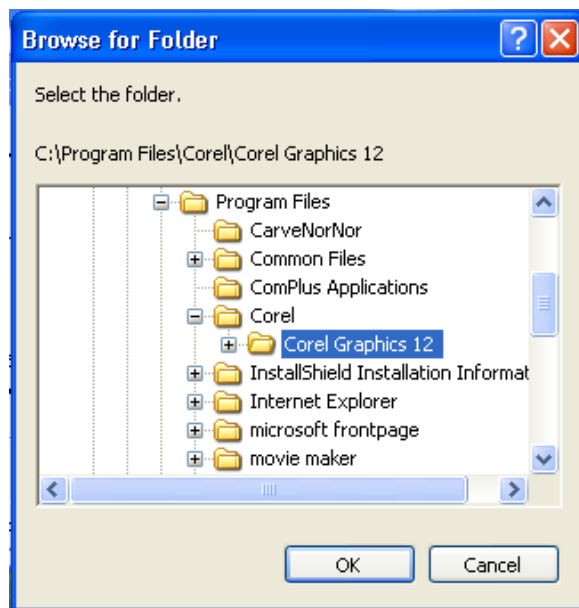 Browse for Folder
Select the folder.
C:\Program Files\Corel\Corel Graphics 12
Program Files
CarveNorNor
Common Files
ComPlus Applications
Corel
Corel Graphics 12
InstallShield Installation Informat
Internet Explorer
microsoft frontpage
movie maker
OK Cancel